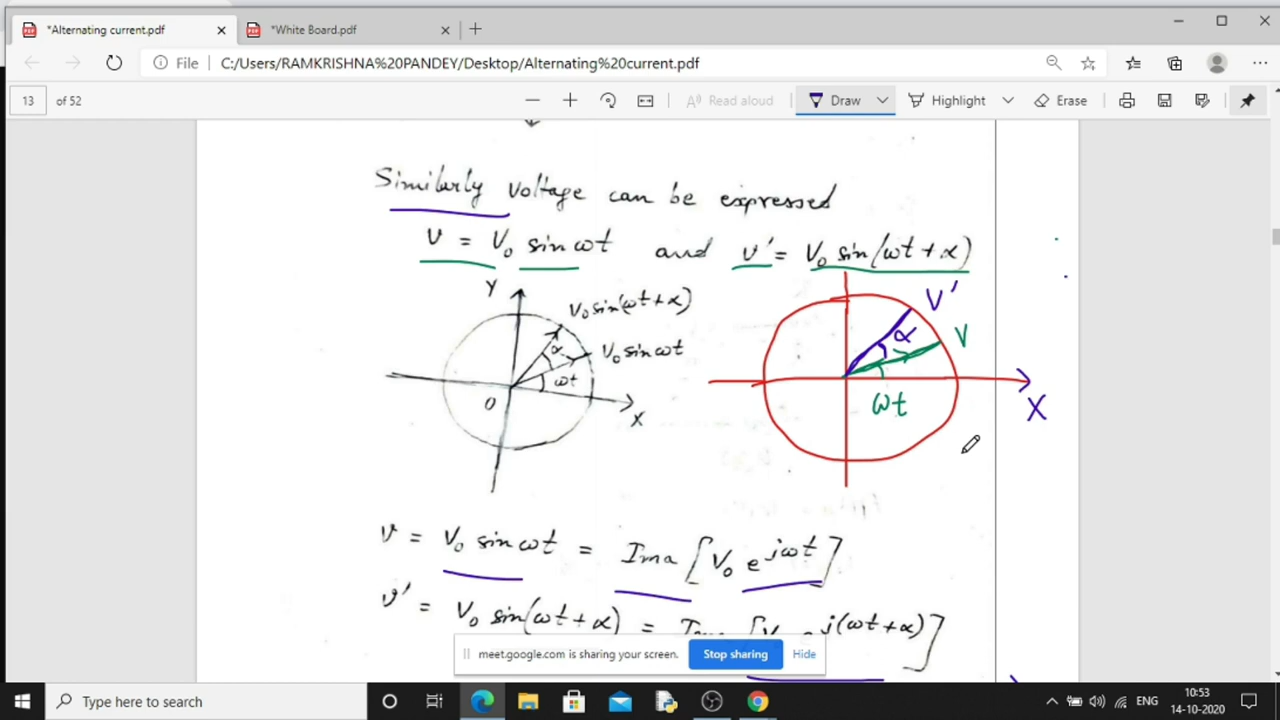 *Alternating current.pdf
*White Board.pdf
File C:/Users/RAMKRISHNA%20PANDEY/Desktop/Alternating%20current.pdf
13 of 52 Read aloud Draw Highlight Erase
Similarly voltage can be expressed
v = V₀ sin ωt and v' = V₀ sin(ωt + α)
Y
V₀ sin(ωt + α)
V₀ sin ωt
α
ωt
O
X
V'
α
V
ωt
X
v = V₀ sin ωt = Ima [V₀ e^jωt]
v' = V₀ sin(ωt + α) = j(ωt + α)]
meet.google.com is sharing your screen. Stop sharing Hide
Type here to search
ENG
10:53
14-10-2020